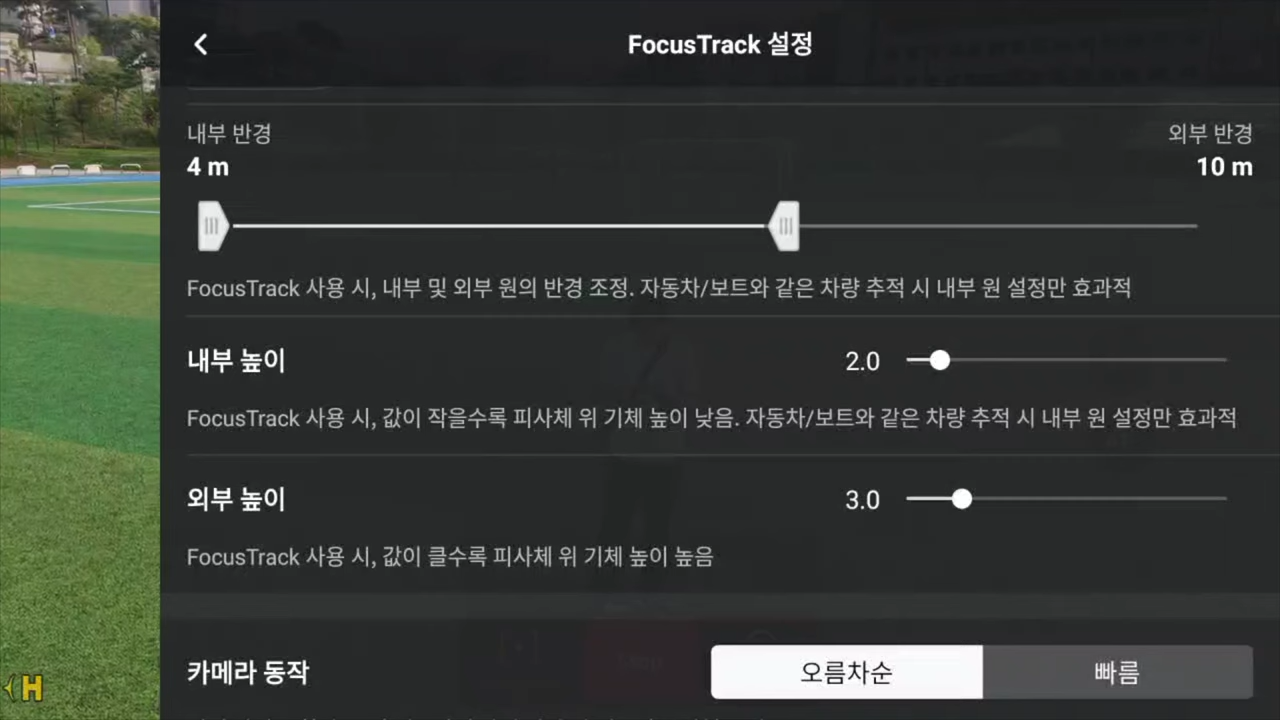 FocusTrack 설정
내부 반경
외부 반경
4 m
10 m
FocusTrack 사용 시, 내부 및 외부 원의 반경 조정. 자동차/보트와 같은 차량 추적 시 내부 원 설정만 효과적
내부 높이
2.0
FocusTrack 사용 시, 값이 작을수록 피사체 위 기체 높이 낮음. 자동차/보트와 같은 차량 추적 시 내부 원 설정만 효과적
외부 높이
3.0
FocusTrack 사용 시, 값이 클수록 피사체 위 기체 높이 높음
카메라 동작
오름차순
빠름
H